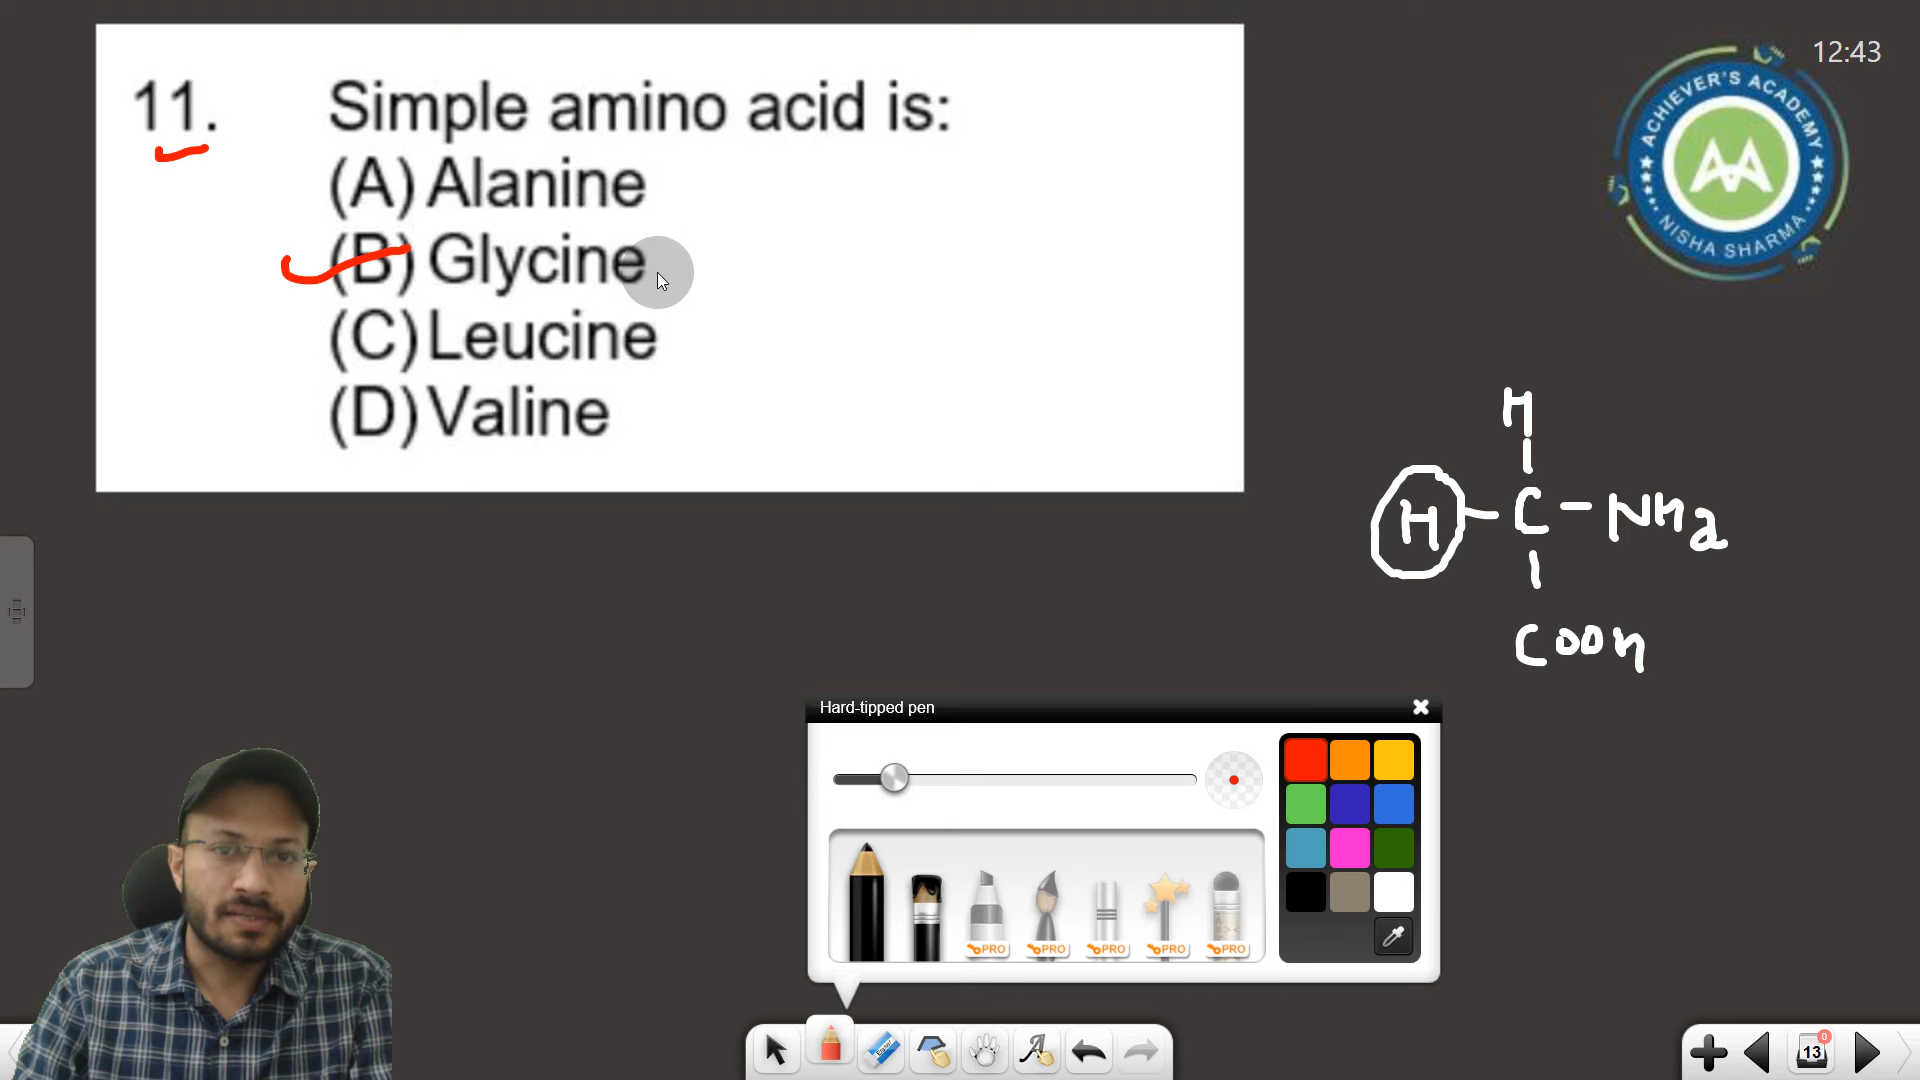 12:43
11. Simple amino acid is:
(A) Alanine
(B) Glycine
(C) Leucine
(D) Valine
ACHIEVER'S ACADEMY
NISHA SHARMA
H
H - C - NH2
COOH
Hard-tipped pen
PRO PRO PRO PRO PRO
Eraser
A
0
13